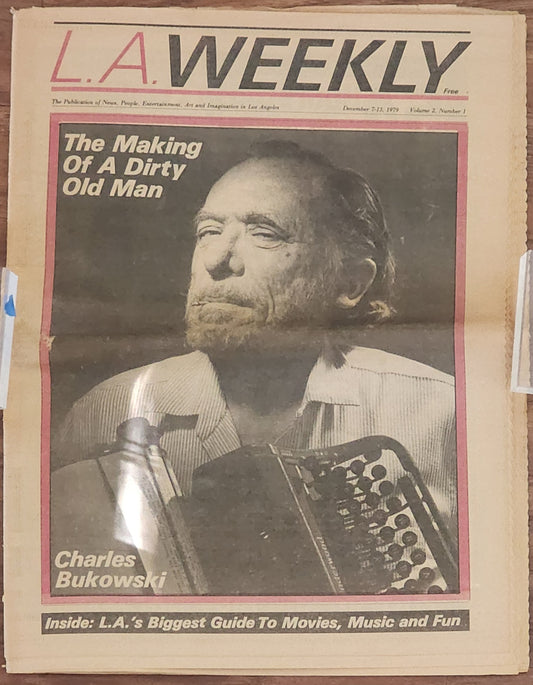 L.A.WEEKLY
Free
The Publication of News, People, Entertainment, Art and Imagination in Los Angeles December 7-13, 1979 Volume 2, Number 1
The Making
Of A Dirty
Old Man
Charles
Bukowski
Inside: L.A.'s Biggest Guide To Movies, Music and Fun